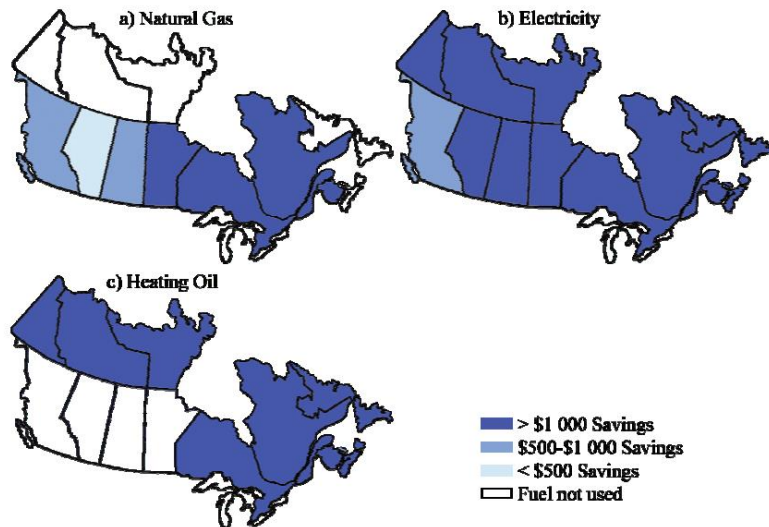 a) Natural Gas
b) Electricity
c) Heating Oil
> $1 000 Savings
$500-$1 000 Savings
< $500 Savings
Fuel not used